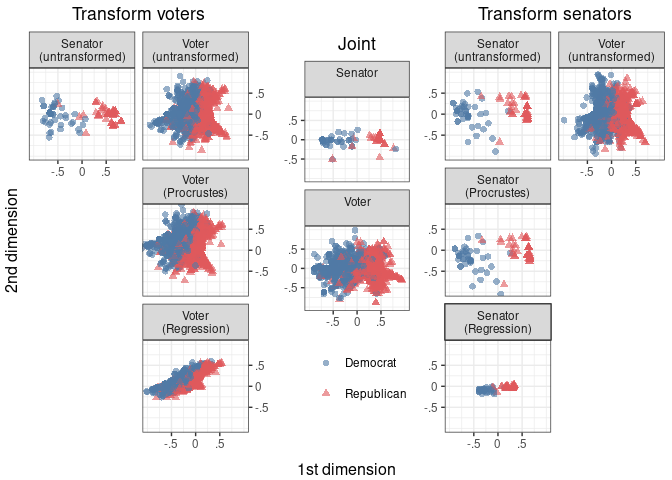 Transform voters
Joint
Transform senators
Senator
(untransformed)
Voter
(untransformed)
Senator
Senator
(untransformed)
Voter
(untransformed)
.5
0
-.5
.5
0
-.5
.5
0
-.5
-.5 0 .5
-.5 0 .5
Voter
(Procrustes)
Voter
Senator
(Procrustes)
.5
0
-.5
.5
0
-.5
.5
0
-.5
-.5 0 .5
Voter
(Regression)
Senator
(Regression)
.5
0
-.5
.5
0
-.5
-.5 0 .5
-.5 0 .5
Democrat
Republican
2nd dimension
1st dimension